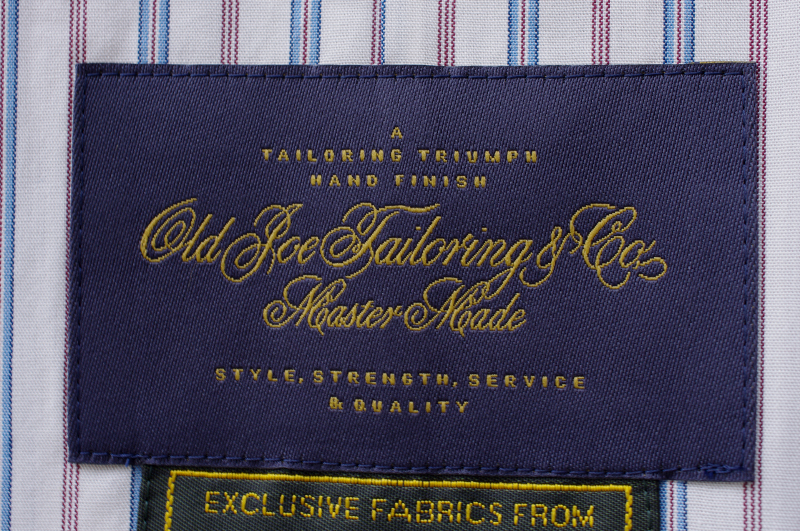 A
TAILORING TRIUMPH
HAND FINISH
Old Joe Tailoring & Co.
Master Made
STYLE, STRENGTH, SERVICE
& QUALITY
EXCLUSIVE FABRICS FROM